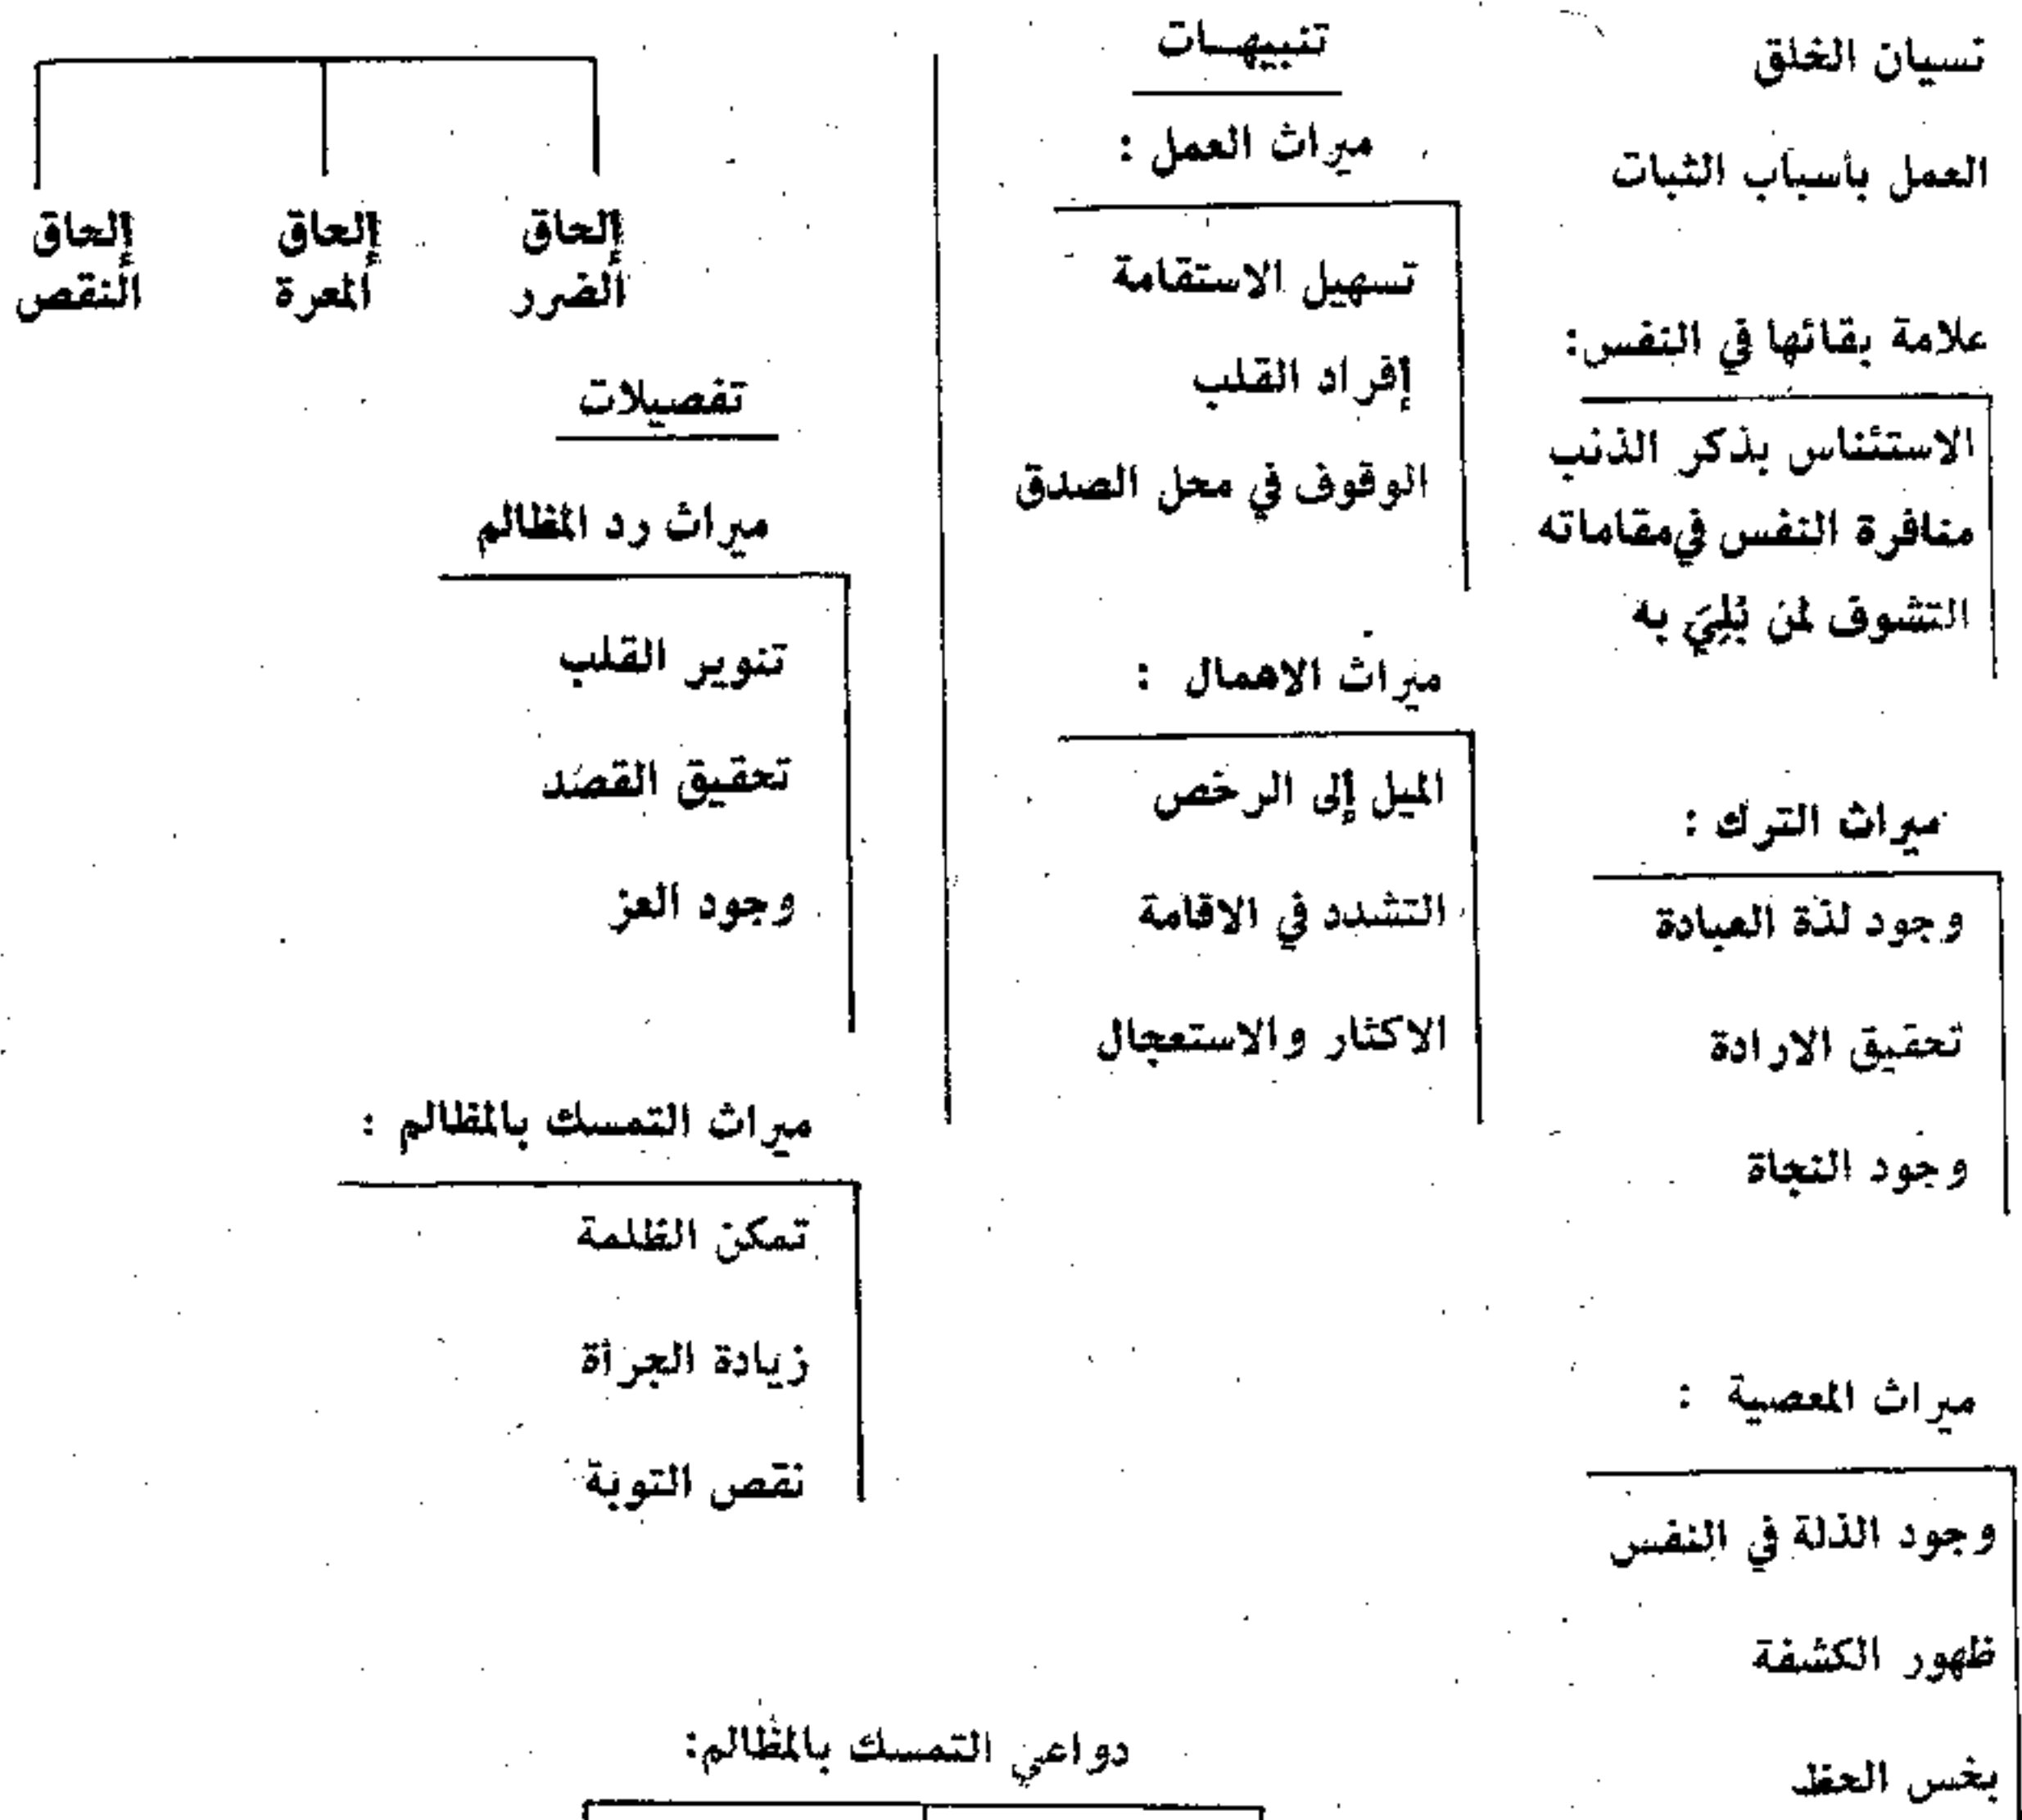 نسيان الخلق
العمل بأسباب الثبات
علامة بقائها في النفس:
الاستئناس بذكر الذنب
منافرة النفس في مقاماته
التشوق لمن بُلِيَ به
ميراث الترك :
وجود لذة العبادة
تحقيق الارادة
وجود النجاة
ميراث المعصية :
وجود الذلة في النفس
ظهور الكشفة
بخس الحظ
تنبيهات
ميراث العمل :
تسهيل الاستقامة
إفراد القلب
الوقوف في محل الصدق
ميراث الاهمال :
الميل إلى الرخص
التشدد في الاقامة
الاكثار والاستعجال
إلحاق الضرر
إلحاق المعرة
إلحاق النقص
تفصيلات
ميراث رد المظالم
تنوير القلب
تحقيق القصد
وجود العز
ميراث التمسك بالمظالم :
تمكن الظلمة
زيادة الجرأة
نقص التوبة
دواعي التمسك بالمظالم: